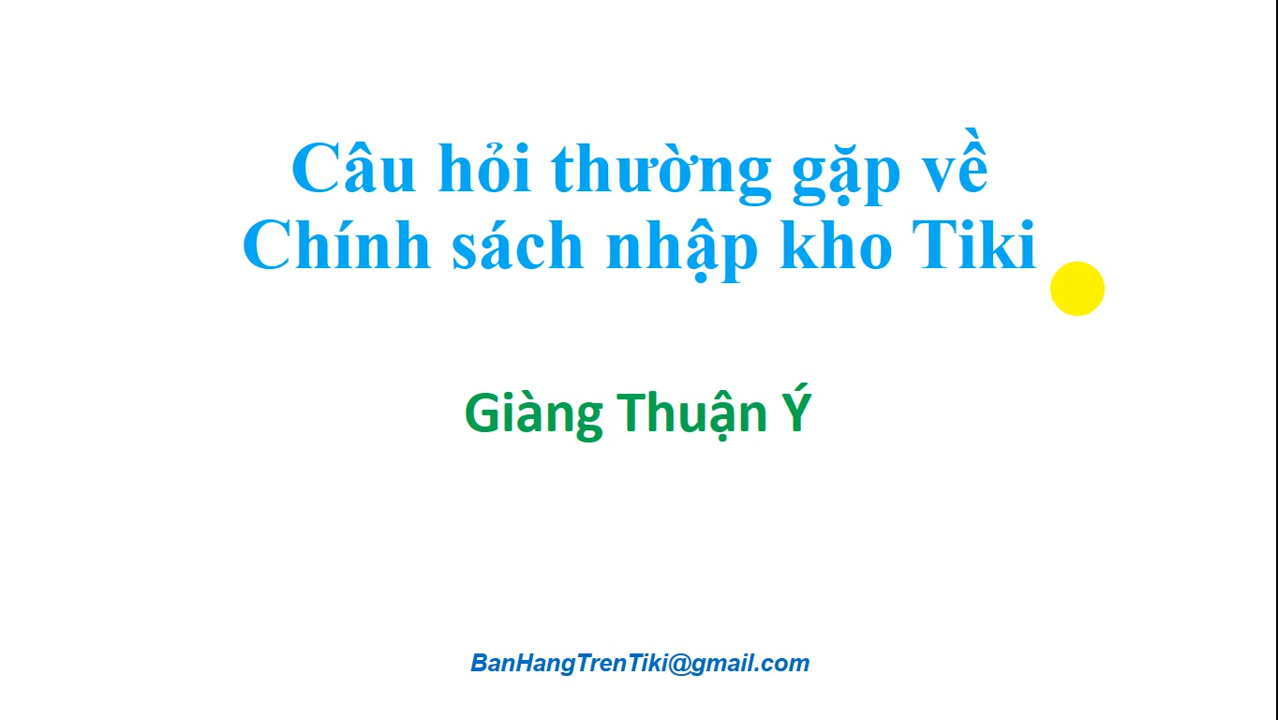 Câu hỏi thường gặp về
Chính sách nhập kho Tiki
Giàng Thuận Ý
BanHangTrenTiki@gmail.com